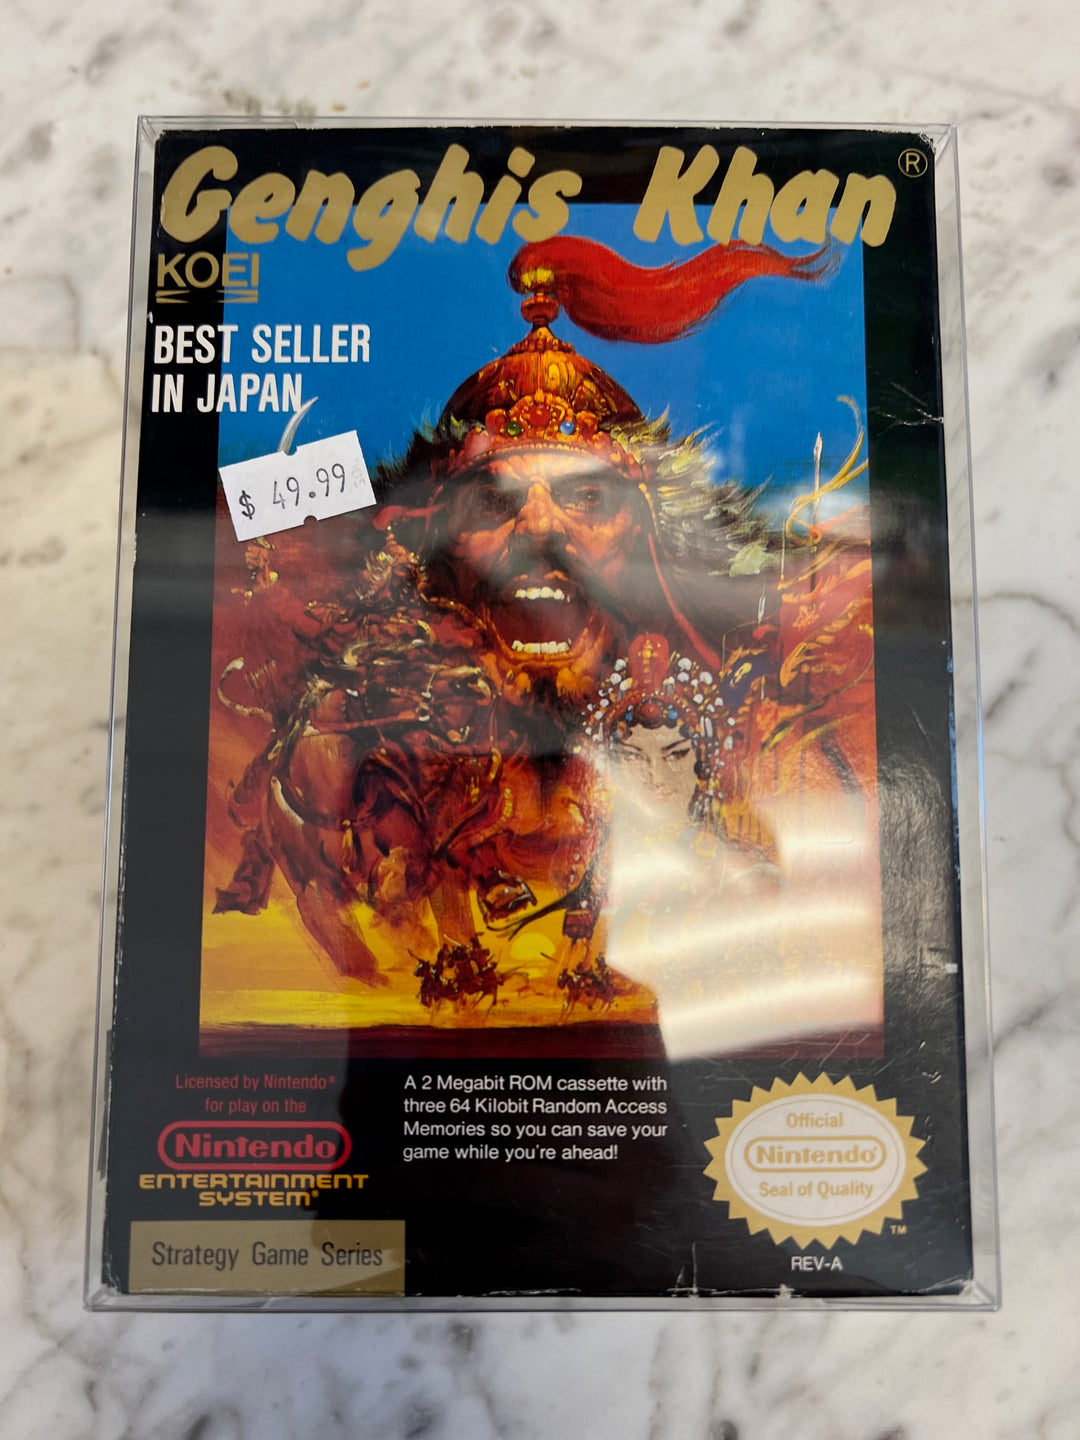 Genghis Khan®
KOEI
BEST SELLER
IN JAPAN
$ 49.99
Licensed by Nintendo®
for play on the
Nintendo®
ENTERTAINMENT
SYSTEM®
A 2 Megabit ROM cassette with
three 64 Kilobit Random Access
Memories so you can save your
game while you're ahead!
Official
Nintendo®
Seal of Quality
TM
REV-A
Strategy Game Series